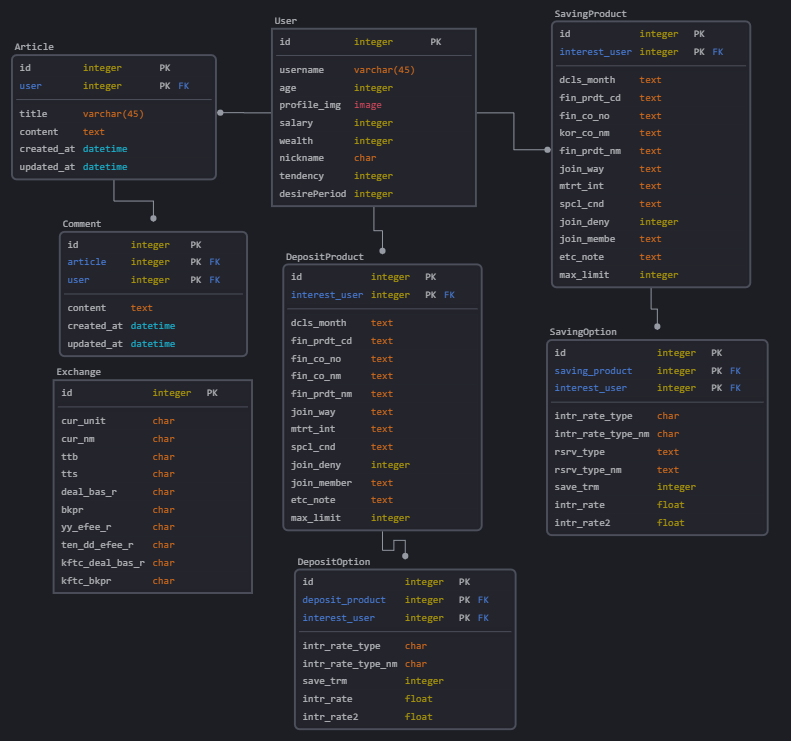 Article
id integer PK
user integer PK FK
title varchar(45)
content text
created_at datetime
updated_at datetime
User
id integer PK
username varchar(45)
age integer
profile_img image
salary integer
wealth integer
nickname char
tendency integer
desirePeriod integer
SavingProduct
id integer PK
interest_user integer PK FK
dcls_month text
fin_prdt_cd text
fin_co_no text
kor_co_nm text
fin_prdt_nm text
join_way text
mtrt_int text
spcl_cnd text
join_deny integer
join_membe text
etc_note text
max_limit integer
Comment
id integer PK
article integer PK FK
user integer PK FK
content text
created_at datetime
updated_at datetime
DepositProduct
id integer PK
interest_user integer PK FK
dcls_month text
fin_prdt_cd text
fin_co_no text
fin_co_nm text
fin_prdt_nm text
join_way text
mtrt_int text
spcl_cnd text
join_deny integer
join_member text
etc_note text
max_limit integer
SavingOption
id integer PK
saving_product integer PK FK
interest_user integer PK FK
intr_rate_type char
intr_rate_type_nm char
rsrv_type text
rsrv_type_nm text
save_trm integer
intr_rate float
intr_rate2 float
Exchange
id integer PK
cur_unit char
cur_nm char
ttb char
tts char
deal_bas_r char
bkpr char
yy_efee_r char
ten_dd_efee_r char
kftc_deal_bas_r char
kftc_bkpr char
DepositOption
id integer PK
deposit_product integer PK FK
interest_user integer PK FK
intr_rate_type char
intr_rate_type_nm char
save_trm integer
intr_rate float
intr_rate2 float